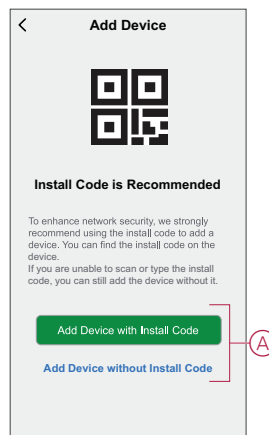 Add Device
Install Code is Recommended
To enhance network security, we strongly
recommend using the install code to add a
device. You can find the install code on the
device.
If you are unable to scan or type the install
code, you can still add the device without it.
Add Device with Install Code
A
Add Device without Install Code